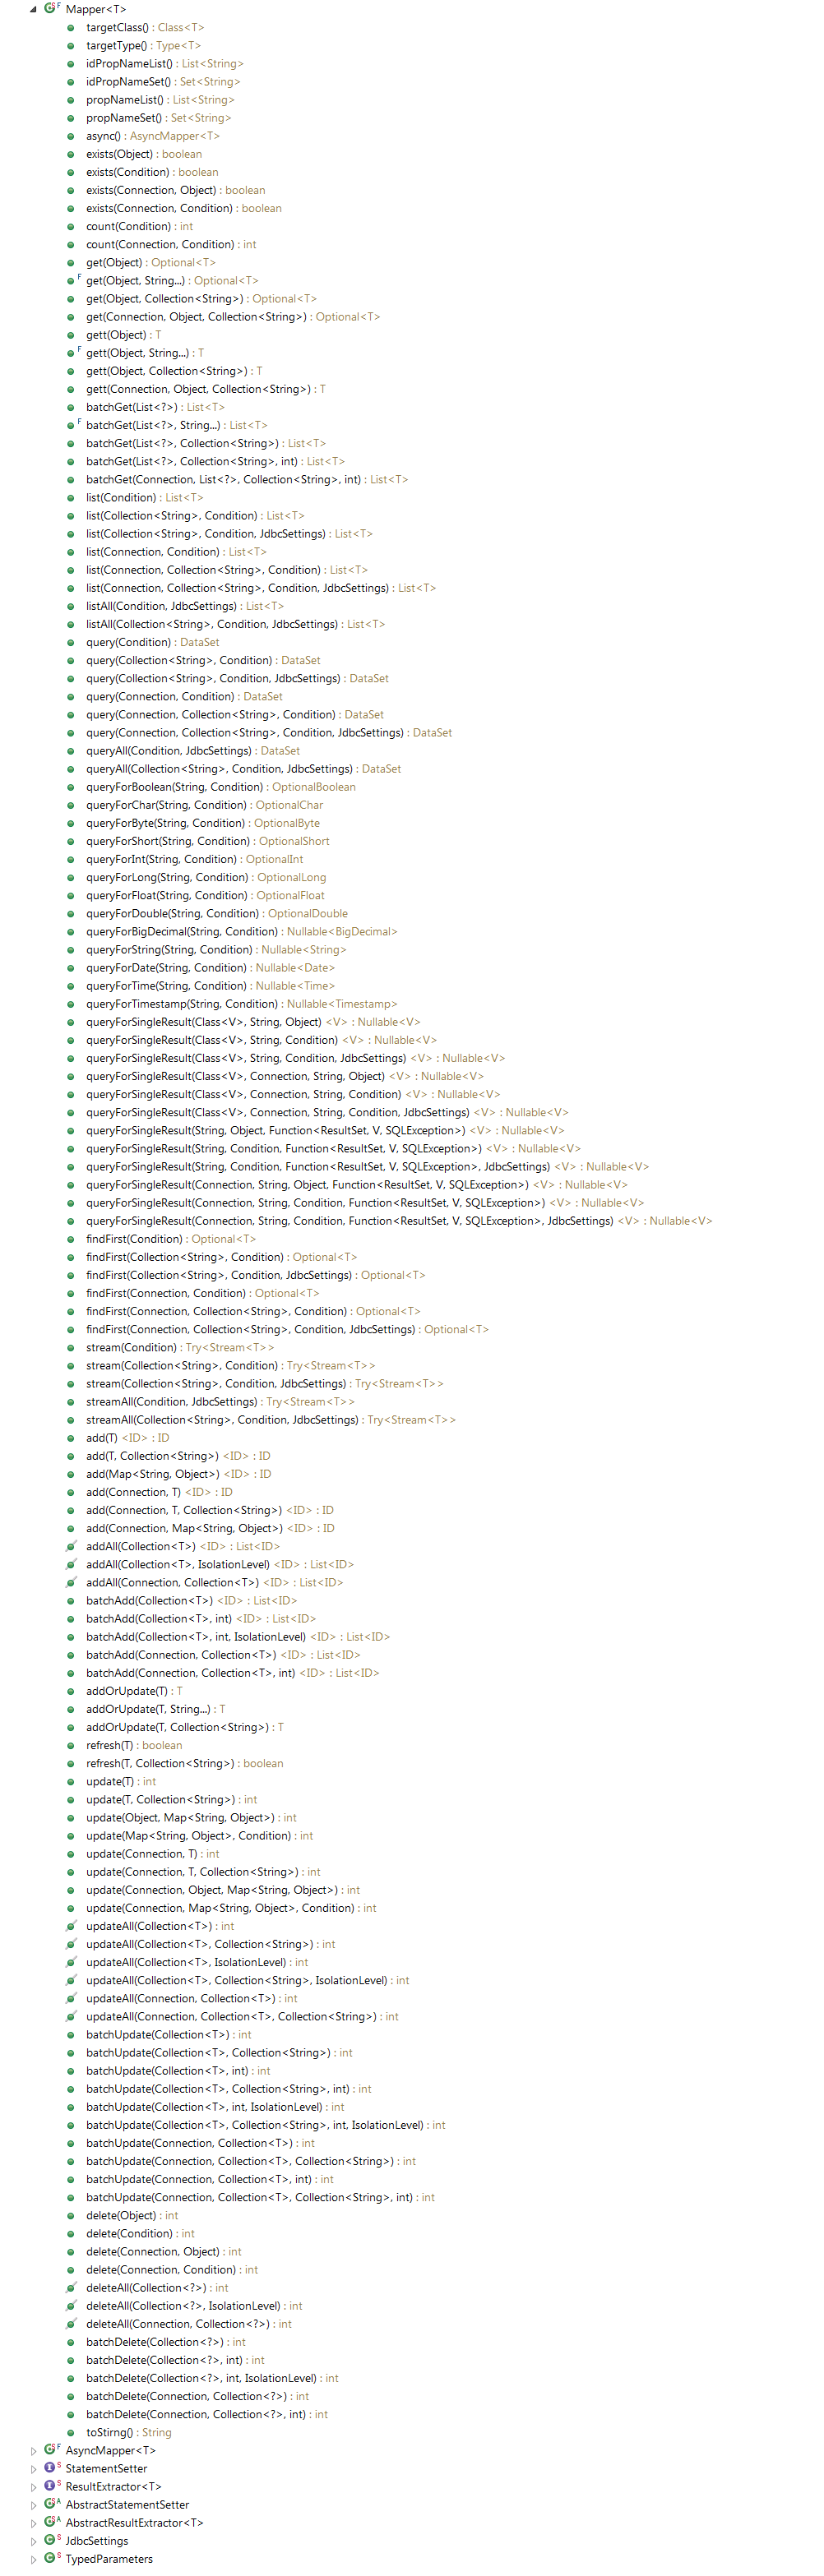 Mapper<T>
targetClass() : Class<T>
targetType() : Type<T>
idPropNameList() : List<String>
idPropNameSet() : Set<String>
propNameList() : List<String>
propNameSet() : Set<String>
async() : AsyncMapper<T>
exists(Object) : boolean
exists(Condition) : boolean
exists(Connection, Object) : boolean
exists(Connection, Condition) : boolean
count(Condition) : int
count(Connection, Condition) : int
get(Object) : Optional<T>
get(Object, String...) : Optional<T>
get(Object, Collection<String>) : Optional<T>
get(Connection, Object, Collection<String>) : Optional<T>
gett(Object) : T
gett(Object, String...) : T
gett(Object, Collection<String>) : T
gett(Connection, Object, Collection<String>) : T
batchGet(List<?>) : List<T>
batchGet(List<?>, String...) : List<T>
batchGet(List<?>, Collection<String>) : List<T>
batchGet(List<?>, Collection<String>, int) : List<T>
batchGet(Connection, List<?>, Collection<String>, int) : List<T>
list(Condition) : List<T>
list(Collection<String>, Condition) : List<T>
list(Collection<String>, Condition, JdbcSettings) : List<T>
list(Connection, Condition) : List<T>
list(Connection, Collection<String>, Condition) : List<T>
list(Connection, Collection<String>, Condition, JdbcSettings) : List<T>
listAll(Condition, JdbcSettings) : List<T>
listAll(Collection<String>, Condition, JdbcSettings) : List<T>
query(Condition) : DataSet
query(Collection<String>, Condition) : DataSet
query(Collection<String>, Condition, JdbcSettings) : DataSet
query(Connection, Condition) : DataSet
query(Connection, Collection<String>, Condition) : DataSet
query(Connection, Collection<String>, Condition, JdbcSettings) : DataSet
queryAll(Condition, JdbcSettings) : DataSet
queryAll(Collection<String>, Condition, JdbcSettings) : DataSet
queryForBoolean(String, Condition) : OptionalBoolean
queryForChar(String, Condition) : OptionalChar
queryForByte(String, Condition) : OptionalByte
queryForShort(String, Condition) : OptionalShort
queryForInt(String, Condition) : OptionalInt
queryForLong(String, Condition) : OptionalLong
queryForFloat(String, Condition) : OptionalFloat
queryForDouble(String, Condition) : OptionalDouble
queryForBigDecimal(String, Condition) : Nullable<BigDecimal>
queryForString(String, Condition) : Nullable<String>
queryForDate(String, Condition) : Nullable<Date>
queryForTime(String, Condition) : Nullable<Time>
queryForTimestamp(String, Condition) : Nullable<Timestamp>
queryForSingleResult(Class<V>, String, Object) <V> : Nullable<V>
queryForSingleResult(Class<V>, String, Condition) <V> : Nullable<V>
queryForSingleResult(Class<V>, String, Condition, JdbcSettings) <V> : Nullable<V>
queryForSingleResult(Class<V>, Connection, String, Object) <V> : Nullable<V>
queryForSingleResult(Class<V>, Connection, String, Condition) <V> : Nullable<V>
queryForSingleResult(Class<V>, Connection, String, Condition, JdbcSettings) <V> : Nullable<V>
queryForSingleResult(String, Object, Function<ResultSet, V, SQLException>) <V> : Nullable<V>
queryForSingleResult(String, Condition, Function<ResultSet, V, SQLException>) <V> : Nullable<V>
queryForSingleResult(String, Condition, Function<ResultSet, V, SQLException>, JdbcSettings) <V> : Nullable<V>
queryForSingleResult(Connection, String, Object, Function<ResultSet, V, SQLException>) <V> : Nullable<V>
queryForSingleResult(Connection, String, Condition, Function<ResultSet, V, SQLException>) <V> : Nullable<V>
queryForSingleResult(Connection, String, Condition, Function<ResultSet, V, SQLException>, JdbcSettings) <V> : Nullable<V>
findFirst(Condition) : Optional<T>
findFirst(Collection<String>, Condition) : Optional<T>
findFirst(Collection<String>, Condition, JdbcSettings) : Optional<T>
findFirst(Connection, Condition) : Optional<T>
findFirst(Connection, Collection<String>, Condition) : Optional<T>
findFirst(Connection, Collection<String>, Condition, JdbcSettings) : Optional<T>
stream(Condition) : Try<Stream<T>>
stream(Collection<String>, Condition) : Try<Stream<T>>
stream(Collection<String>, Condition, JdbcSettings) : Try<Stream<T>>
streamAll(Condition, JdbcSettings) : Try<Stream<T>>
streamAll(Collection<String>, Condition, JdbcSettings) : Try<Stream<T>>
add(T) <ID> : ID
add(T, Collection<String>) <ID> : ID
add(Map<String, Object>) <ID> : ID
add(Connection, T) <ID> : ID
add(Connection, T, Collection<String>) <ID> : ID
add(Connection, Map<String, Object>) <ID> : ID
addAll(Collection<T>) <ID> : List<ID>
addAll(Collection<T>, IsolationLevel) <ID> : List<ID>
addAll(Connection, Collection<T>) <ID> : List<ID>
batchAdd(Collection<T>) <ID> : List<ID>
batchAdd(Collection<T>, int) <ID> : List<ID>
batchAdd(Collection<T>, int, IsolationLevel) <ID> : List<ID>
batchAdd(Connection, Collection<T>) <ID> : List<ID>
batchAdd(Connection, Collection<T>, int) <ID> : List<ID>
addOrUpdate(T) : T
addOrUpdate(T, String...) : T
addOrUpdate(T, Collection<String>) : T
refresh(T) : boolean
refresh(T, Collection<String>) : boolean
update(T) : int
update(T, Collection<String>) : int
update(Object, Map<String, Object>) : int
update(Map<String, Object>, Condition) : int
update(Connection, T) : int
update(Connection, T, Collection<String>) : int
update(Connection, Object, Map<String, Object>) : int
update(Connection, Map<String, Object>, Condition) : int
updateAll(Collection<T>) : int
updateAll(Collection<T>, Collection<String>) : int
updateAll(Collection<T>, IsolationLevel) : int
updateAll(Collection<T>, Collection<String>, IsolationLevel) : int
updateAll(Connection, Collection<T>) : int
updateAll(Connection, Collection<T>, Collection<String>) : int
batchUpdate(Collection<T>) : int
batchUpdate(Collection<T>, Collection<String>) : int
batchUpdate(Collection<T>, int) : int
batchUpdate(Collection<T>, Collection<String>, int) : int
batchUpdate(Collection<T>, int, IsolationLevel) : int
batchUpdate(Collection<T>, Collection<String>, int, IsolationLevel) : int
batchUpdate(Connection, Collection<T>) : int
batchUpdate(Connection, Collection<T>, Collection<String>) : int
batchUpdate(Connection, Collection<T>, int) : int
batchUpdate(Connection, Collection<T>, Collection<String>, int) : int
delete(Object) : int
delete(Condition) : int
delete(Connection, Object) : int
delete(Connection, Condition) : int
deleteAll(Collection<?>) : int
deleteAll(Collection<?>, IsolationLevel) : int
deleteAll(Connection, Collection<?>) : int
batchDelete(Collection<?>) : int
batchDelete(Collection<?>, int) : int
batchDelete(Collection<?>, int, IsolationLevel) : int
batchDelete(Connection, Collection<?>) : int
batchDelete(Connection, Collection<?>, int) : int
toStirng() : String
AsyncMapper<T>
StatementSetter
ResultExtractor<T>
AbstractStatementSetter
AbstractResultExtractor<T>
JdbcSettings
TypedParameters